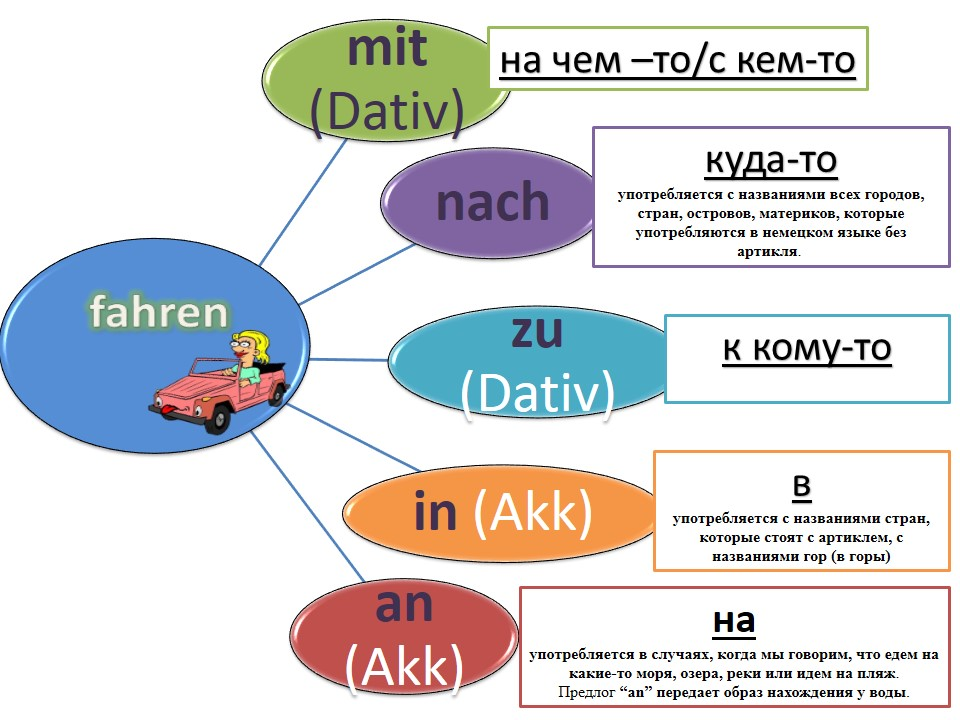 mit
(Dativ)
на чем –то/с кем-то
nach
куда-то
употребляется с названиями всех городов,
стран, островов, материков, которые
употребляются в немецком языке без
артикля.
fahren
zu
(Dativ)
к кому-то
in (Akk)
в
употребляется с названиями стран,
которые стоят с артиклем, с
названиями гор (в горы)
an
(Akk)
на
употребляется в случаях, когда мы говорим, что едем на
какие-то моря, озера, реки или идем на пляж.
Предлог “an” передает образ нахождения у воды.